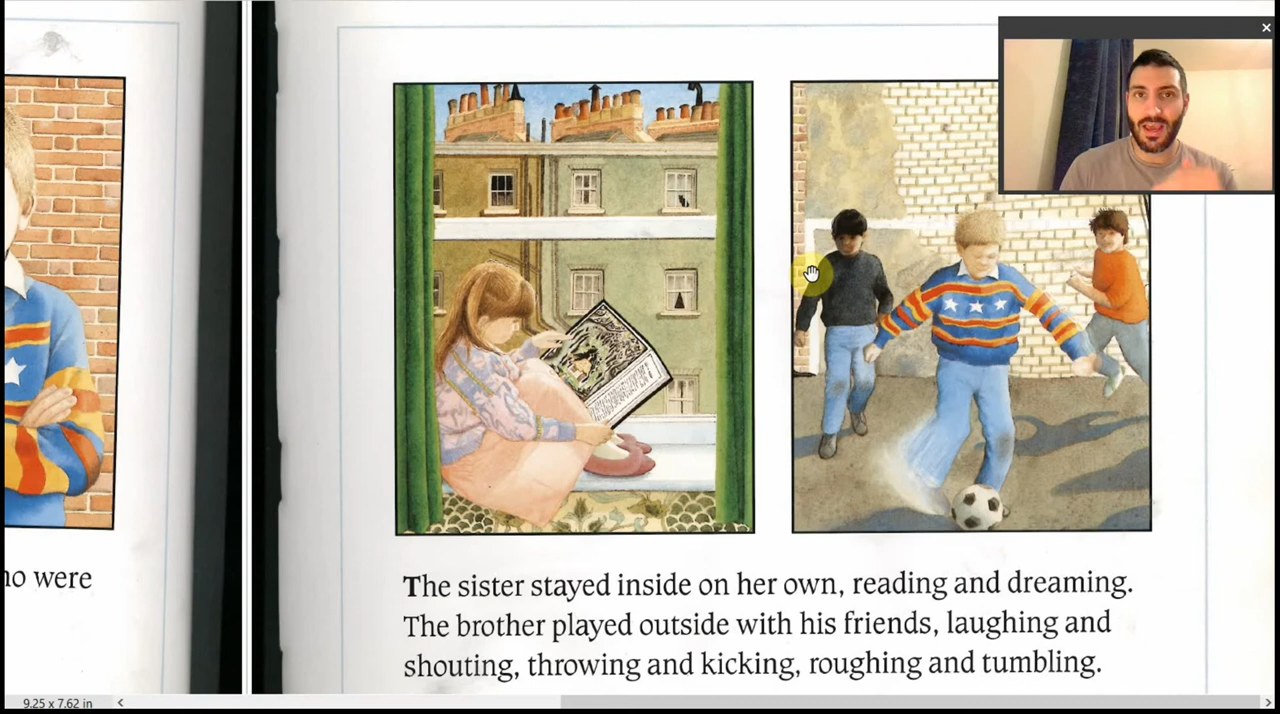 no were
The sister stayed inside on her own, reading and dreaming.
The brother played outside with his friends, laughing and
shouting, throwing and kicking, roughing and tumbling.
9.25 x 7.62 in